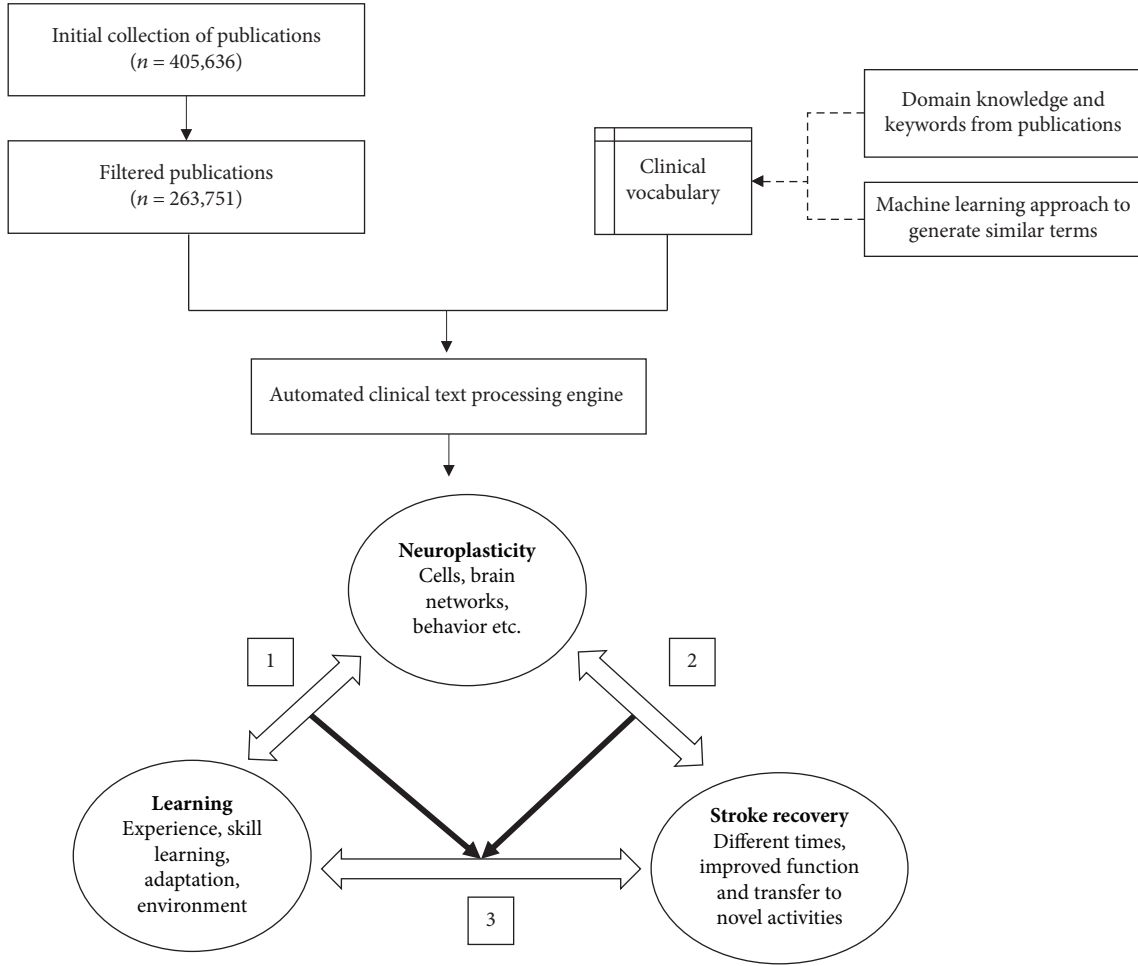 Initial collection of publications
(n = 405,636)
Filtered publications
(n = 263,751)
Clinical
vocabulary
Domain knowledge and
keywords from publications
Machine learning approach to
generate similar terms
Automated clinical text processing engine
Neuroplasticity
Cells, brain
networks,
behavior etc.
1
2
Learning
Experience, skill
learning,
adaptation,
environment
Stroke recovery
Different times,
improved function
and transfer to
novel activities
3